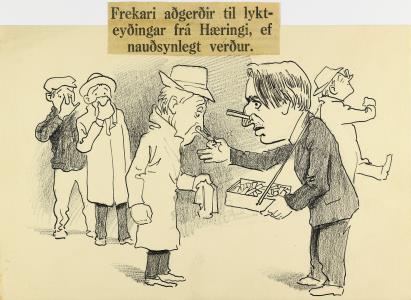 Frekari aðgerðir til lykt-
eyðingar frá Hæringi, ef
nauðsynlegt verður.